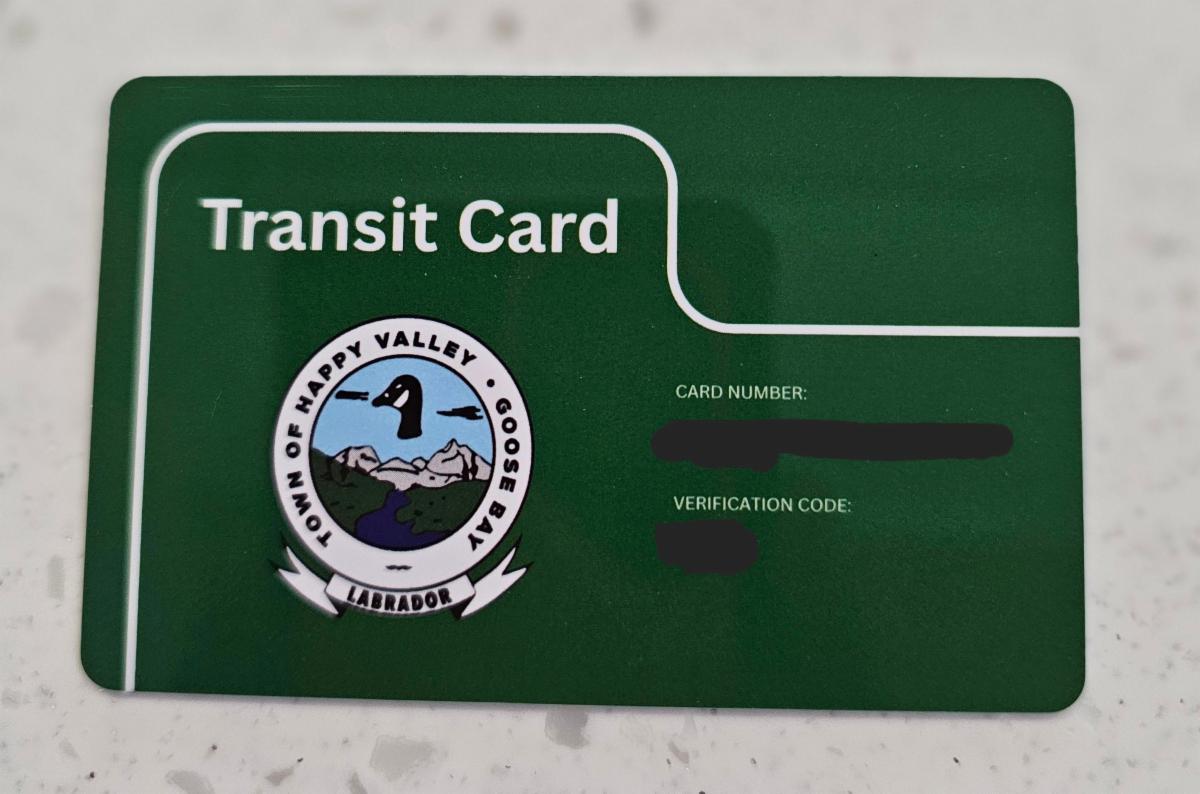 Transit Card
TOWN OF HAPPY VALLEY • GOOSE BAY
LABRADOR
CARD NUMBER:
VERIFICATION CODE: